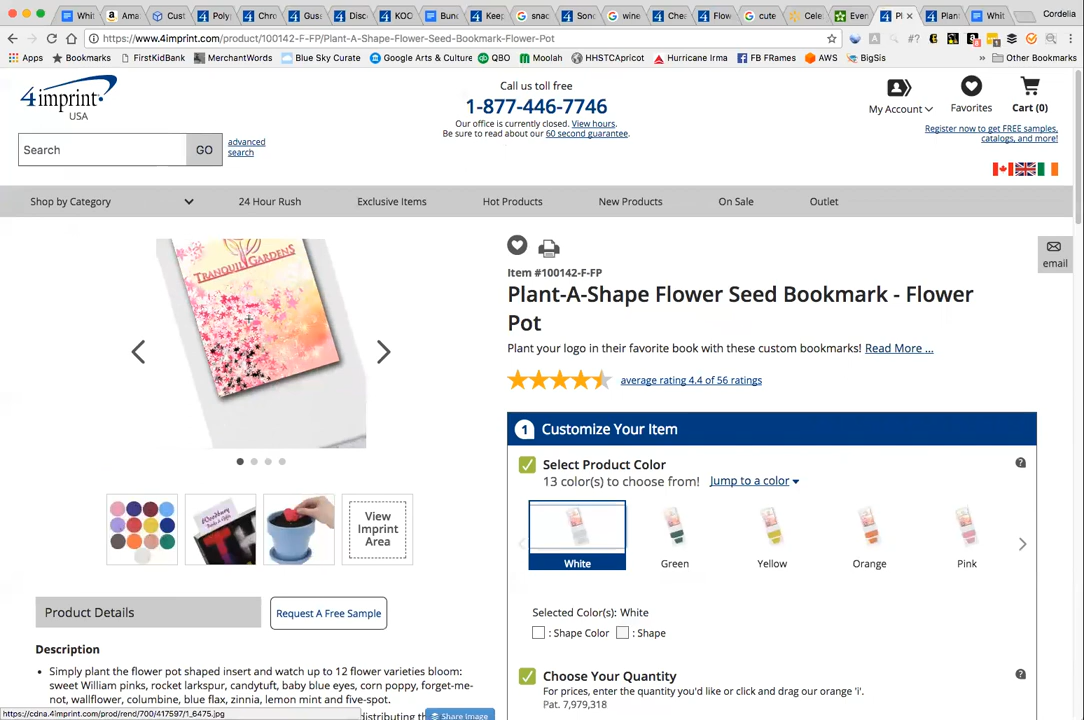 Whit
Ama
Cust
Poly
Chro
Gus
Disc
KOO
Bunc
Keep
snac
Sono
wine
Chea
Flow
cute
Cele
Even
Pl
Plant
Whit
Cordelia
https://www.4imprint.com/product/100142-F-FP/Plant-A-Shape-Flower-Seed-Bookmark-Flower-Pot
Apps Bookmarks FirstKidBank MerchantWords Blue Sky Curate Google Arts & Culture QBO Moolah HHSTCApricot Hurricane Irma FB FRames AWS BigSis » Other Bookmarks
4imprint
USA
Call us toll free
1-877-446-7746
Our office is currently closed. View hours.
Be sure to read about our 60 second guarantee.
My Account
Favorites
Cart (0)
Register now to get FREE samples,
catalogs, and more!
Search GO
advanced
search
Shop by Category 24 Hour Rush Exclusive Items Hot Products New Products On Sale Outlet
TRANQUIL GARDENS
email
Item #100142-F-FP
Plant-A-Shape Flower Seed Bookmark - Flower
Pot
Plant your logo in their favorite book with these custom bookmarks! Read More ...
average rating 4.4 of 56 ratings
1 Customize Your Item
Select Product Color ?
13 color(s) to choose from! Jump to a color
White Green Yellow Orange Pink
Selected Color(s): White
: Shape Color : Shape
Choose Your Quantity ?
For prices, enter the quantity you'd like or click and drag our orange 'i'.
Pat. 7,979,318
View
Imprint
Area
Product Details Request A Free Sample
Description
• Simply plant the flower pot shaped insert and watch up to 12 flower varieties bloom:
sweet William pinks, rocket larkspur, candytuft, baby blue eyes, corn poppy, forget-me-
not, wallflower, columbine, blue flax, zinnia, lemon mint and five-spot.
distributing the
https://cdna.4imprint.com/prod/rend/700/417597/1_6475.jpg
Share Image